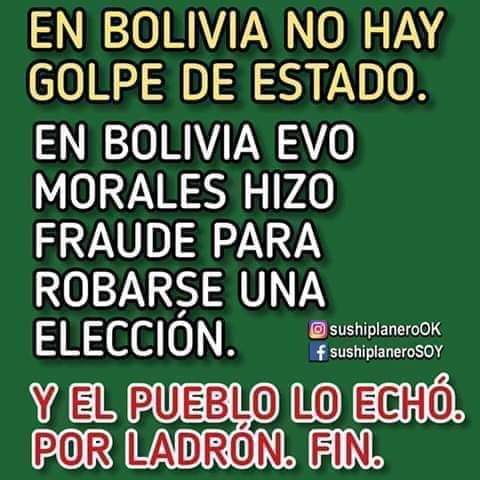 EN BOLIVIA NO HAY
GOLPE DE ESTADO.
EN BOLIVIA EVO
MORALES HIZO
FRAUDE PARA
ROBARSE UNA
ELECCIÓN.
sushiplaneroOK
sushiplaneroSOY
Y EL PUEBLO LO ECHÓ.
POR LADRÓN. FIN.